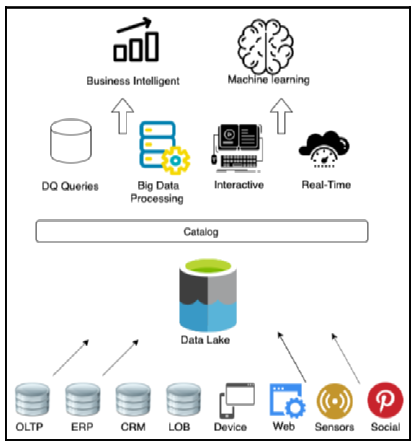 Business Intelligent
Machine learning
DQ Queries
Big Data
Processing
Interactive
Real-Time
Catalog
Data Lake
OLTP
ERP
CRM
LOB
Device
Web
Sensors
Social